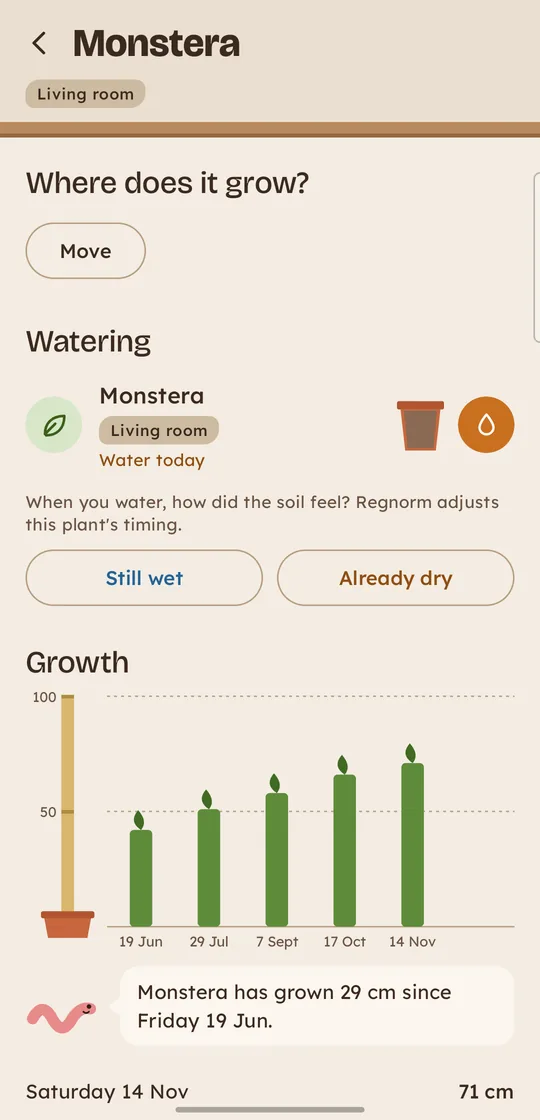 Monstera
Living room
Where does it grow?
Move
Watering
Monstera
Living room
Water today
When you water, how did the soil feel? Regnorm adjusts
this plant's timing.
Still wet
Already dry
Growth
100
50
19 Jun
29 Jul
7 Sept
17 Oct
14 Nov
Monstera has grown 29 cm since
Friday 19 Jun.
Saturday 14 Nov
71 cm